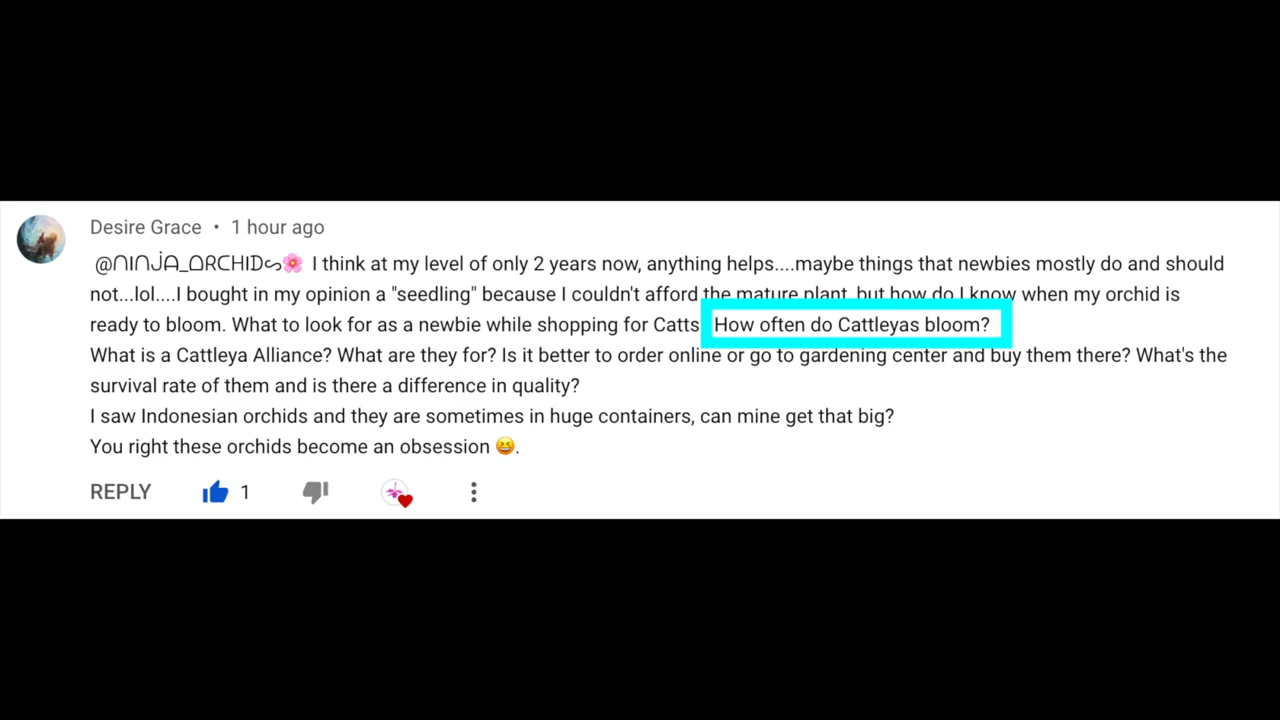 Desire Grace • 1 hour ago
@ᑎIᑎᒍᗩ_ᗝᖇᑕᕼIᗪᔕ🌸 I think at my level of only 2 years now, anything helps....maybe things that newbies mostly do and should
not...lol....I bought in my opinion a "seedling" because I couldn't afford the mature plant, but how do I know when my orchid is
ready to bloom. What to look for as a newbie while shopping for Catts How often do Cattleyas bloom?
What is a Cattleya Alliance? What are they for? Is it better to order online or go to gardening center and buy them there? What's the
survival rate of them and is there a difference in quality?
I saw Indonesian orchids and they are sometimes in huge containers, can mine get that big?
You right these orchids become an obsession 😆.
REPLY 1